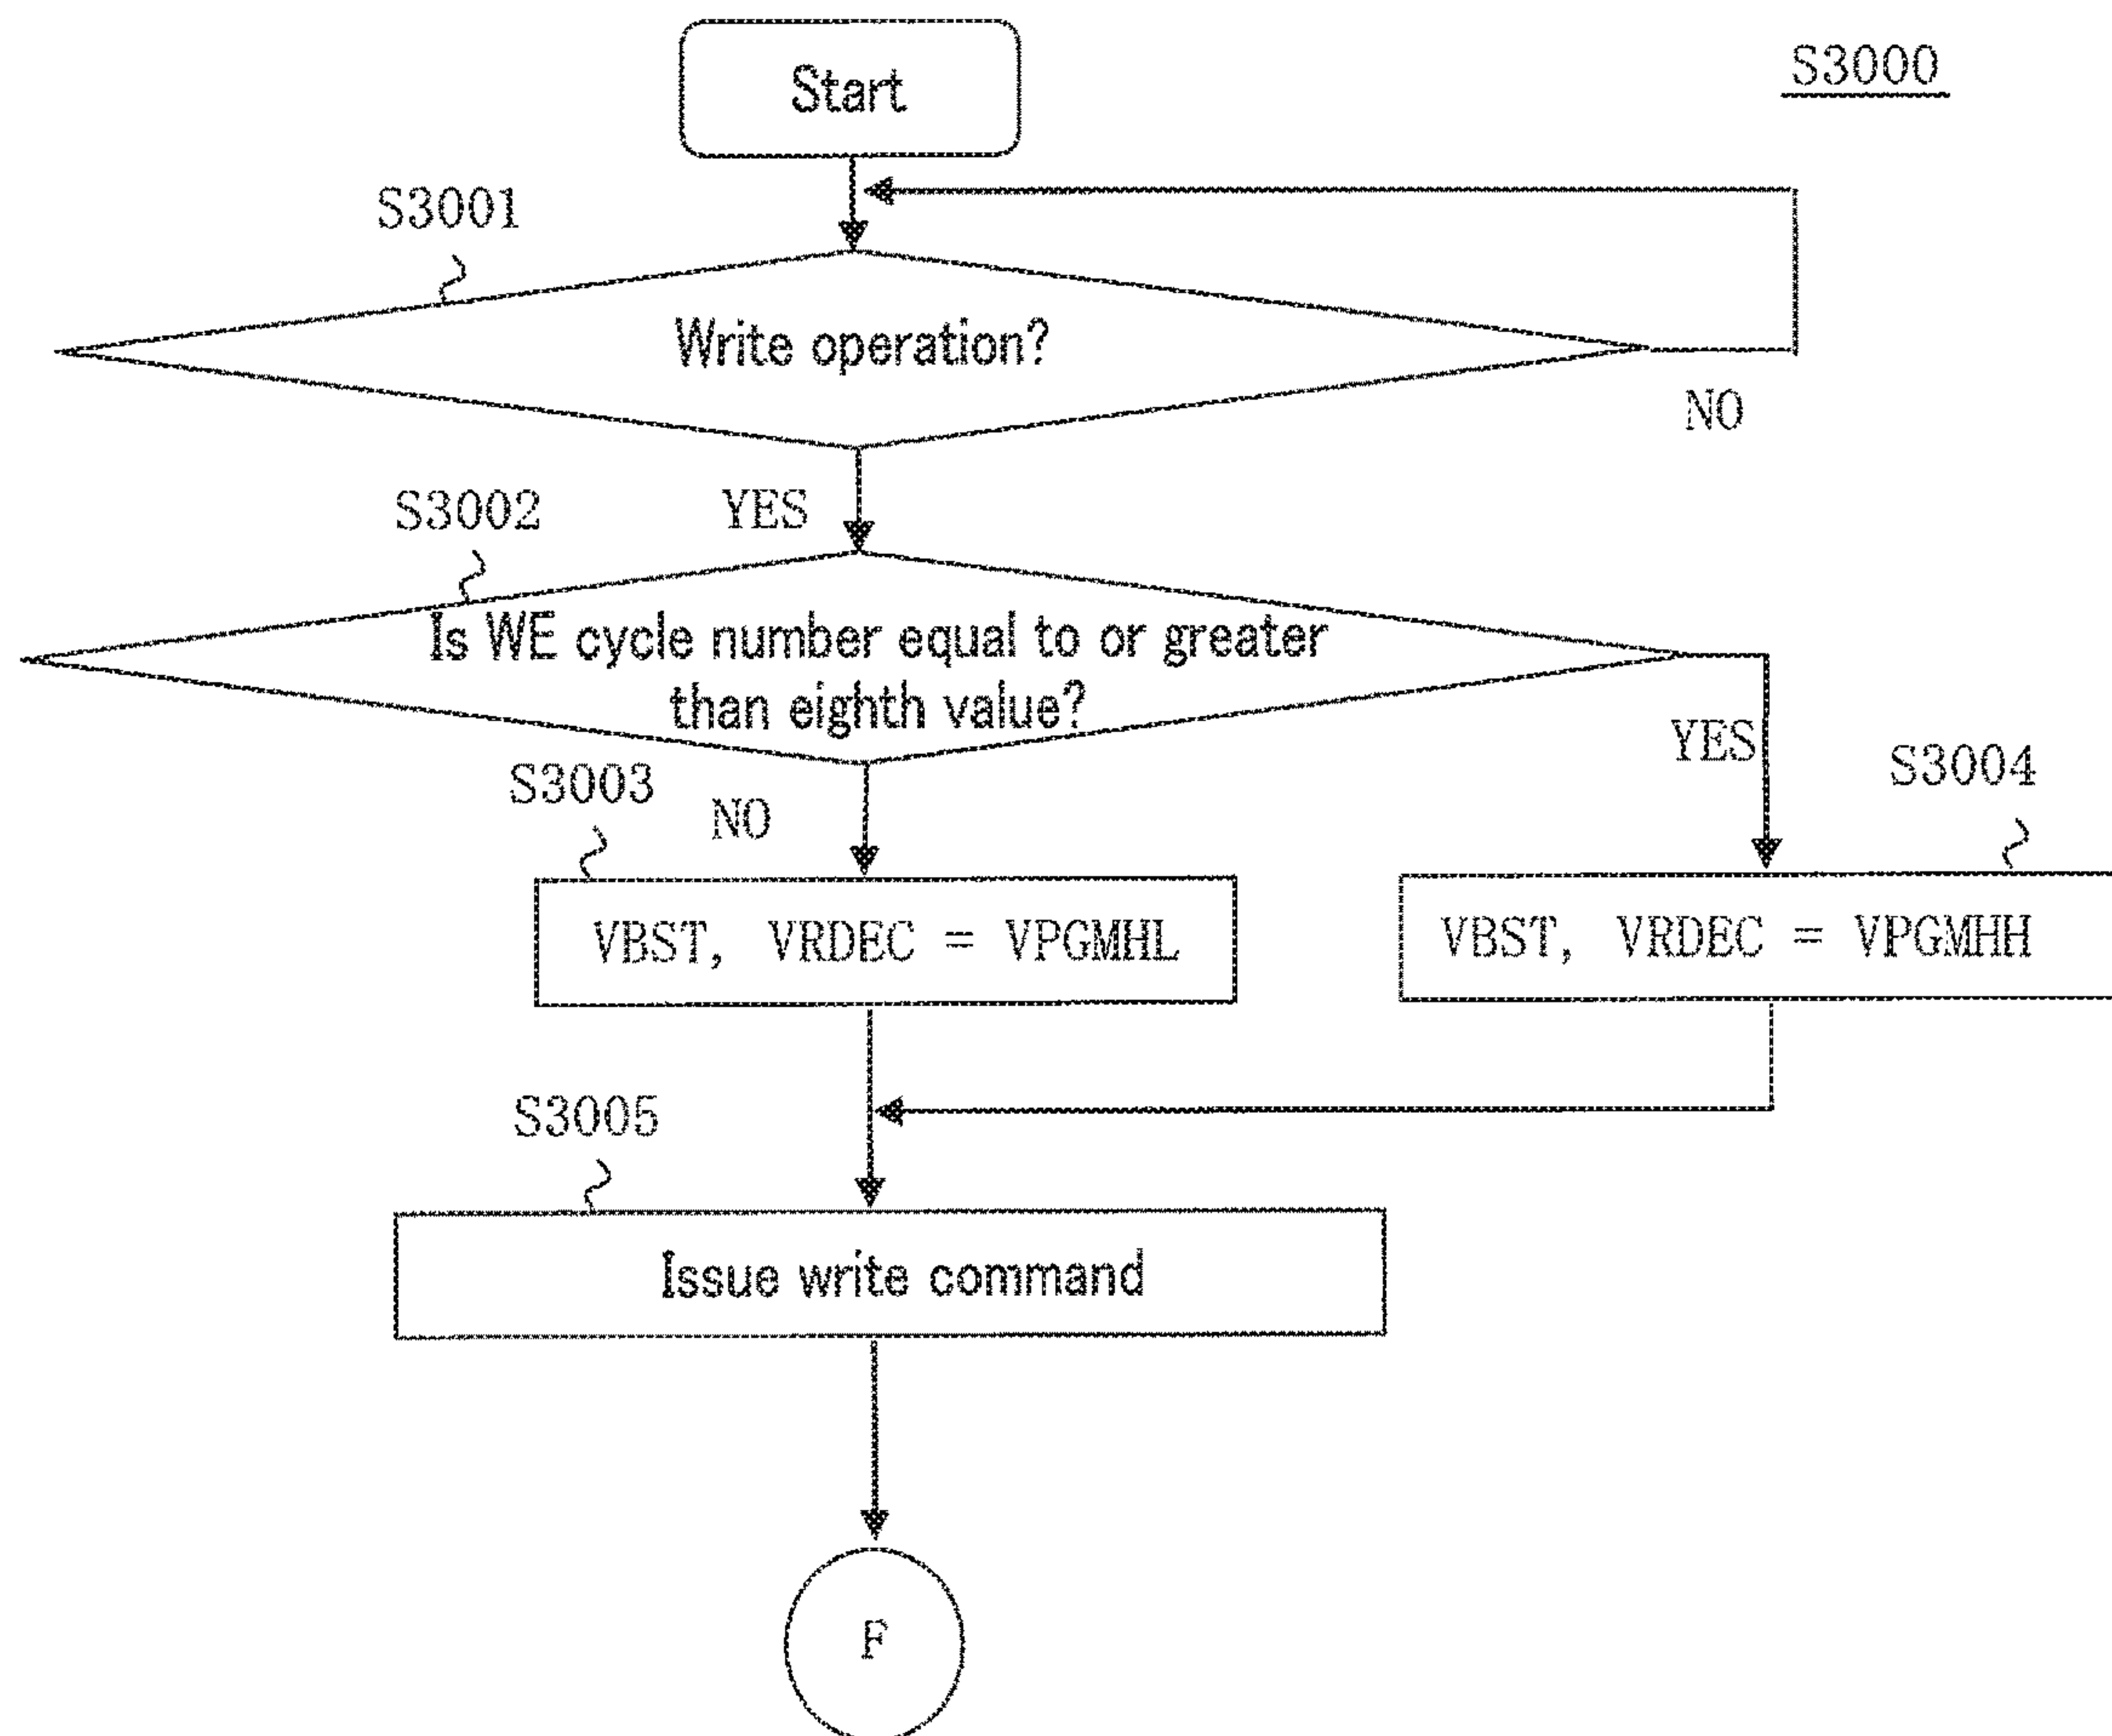 Start
S3000
S3001
Write operation?
NO
S3002
YES
Is WE cycle number equal to or greater
than eighth value?
YES
S3004
S3003
NO
VBST, VRDEC = VPGMHL
VBST, VRDEC = VPGMHH
S3005
Issue write command
F